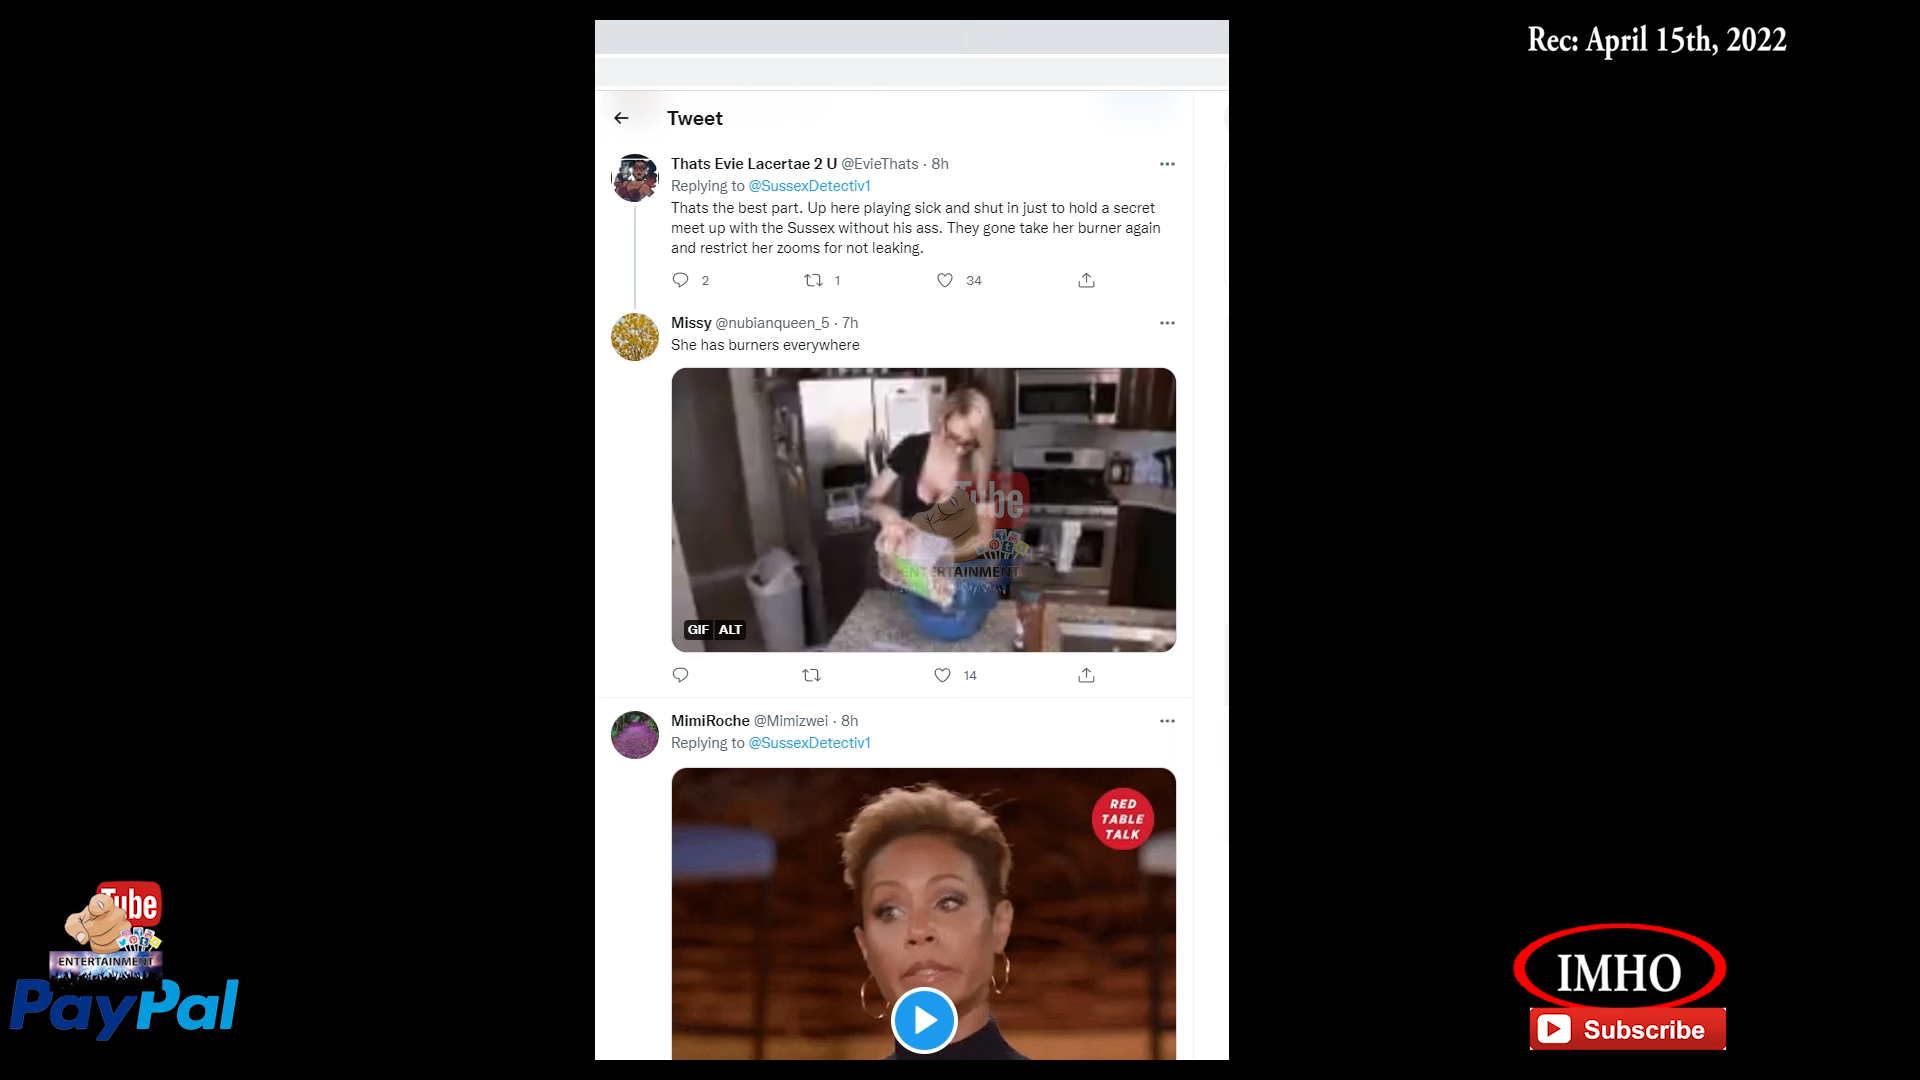 Rec: April 15th, 2022
Tweet
Thats Evie Lacertae 2 U @EvieThats · 8h
Replying to @SussexDetectiv1
Thats the best part. Up here playing sick and shut in just to hold a secret
meet up with the Sussex without his ass. They gone take her burner again
and restrict her zooms for not leaking.
2 1 34
Missy @nubianqueen_5 · 7h
She has burners everywhere
Tube
ENTERTAINMENT
GIF ALT
14
MimiRoche @Mimizwei · 8h
Replying to @SussexDetectiv1
RED
TABLE
TALK
Tube
ENTERTAINMENT
PayPal
IMHO
Subscribe